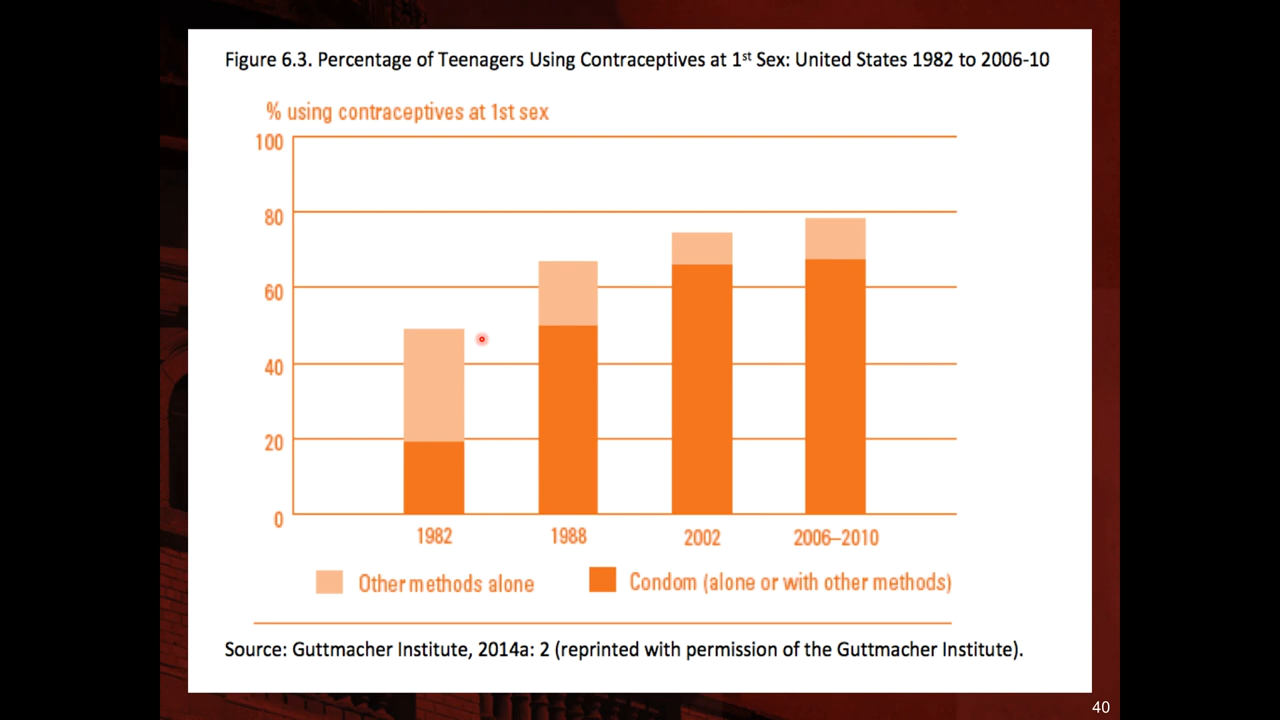 Figure 6.3. Percentage of Teenagers Using Contraceptives at 1st Sex: United States 1982 to 2006-10
% using contraceptives at 1st sex
100
80
60
40
20
0
1982 1988 2002 2006–2010
Other methods alone Condom (alone or with other methods)
Source: Guttmacher Institute, 2014a: 2 (reprinted with permission of the Guttmacher Institute).
40